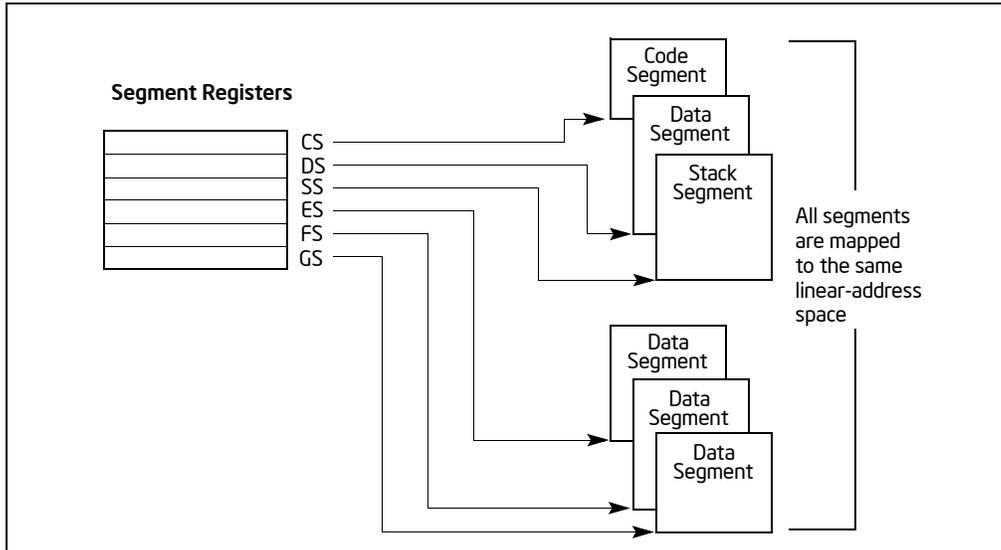 Segment Registers
CS
DS
SS
ES
FS
GS
Code
Segment
Data
Segment
Stack
Segment
Data
Segment
Data
Segment
Data
Segment
All segments
are mapped
to the same
linear-address
space